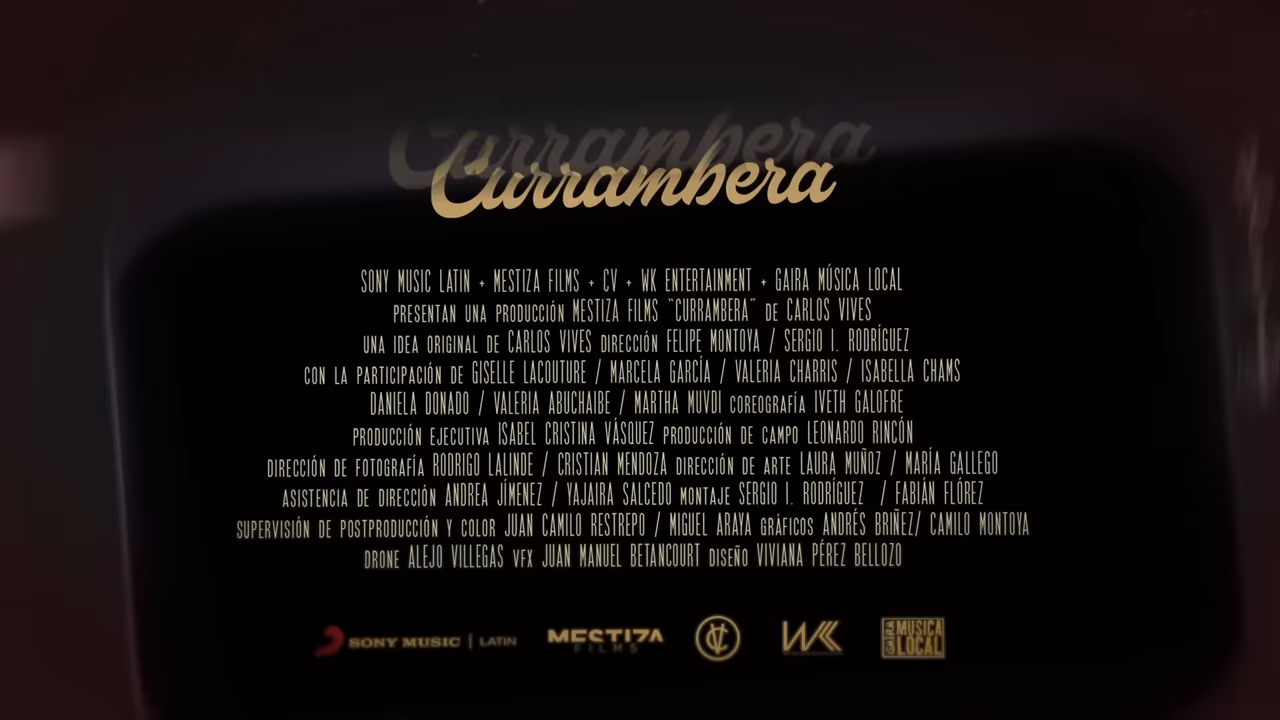 Currambera
Currambera
SONY MUSIC LATIN + MESTIZA FILMS + CV + WK ENTERTAINMENT + GAIRA MÚSICA LOCAL
PRESENTAN UNA PRODUCCIÓN MESTIZA FILMS “CURRAMBERA” DE CARLOS VIVES
UNA IDEA ORIGINAL DE CARLOS VIVES DIRECCIÓN FELIPE MONTOYA / SERGIO I. RODRÍGUEZ
CON LA PARTICIPACIÓN DE GISELLE LACOUTURE / MARCELA GARCÍA / VALERIA CHARRIS / ISABELLA CHAMS
DANIELA DONADO / VALERIA ABUCHAIBE / MARTHA MUVDI COREOGRAFÍA IVETH GALOFRE
PRODUCCIÓN EJECUTIVA ISABEL CRISTINA VÁSQUEZ PRODUCCIÓN DE CAMPO LEONARDO RINCÓN
DIRECCIÓN DE FOTOGRAFÍA RODRIGO LALINDE / CRISTIAN MENDOZA DIRECCIÓN DE ARTE LAURA MUÑOZ / MARÍA GALLEGO
ASISTENCIA DE DIRECCIÓN ANDREA JÍMENEZ / YAJAIRA SALCEDO MONTAJE SERGIO I. RODRÍGUEZ / FABIÁN FLÓREZ
SUPERVISIÓN DE POSTPRODUCCIÓN Y COLOR JUAN CAMILO RESTREPO / MIGUEL ARAYA GRÁFICOS ANDRÉS BRIÑEZ/ CAMILO MONTOYA
DRONE ALEJO VILLEGAS VFX JUAN MANUEL BETANCOURT DISEÑO VIVIANA PÉREZ BELLOZO
SONY MUSIC | LATIN
MESTIZA FILMS
CV
WK
GAIRA MUSICA LOCAL